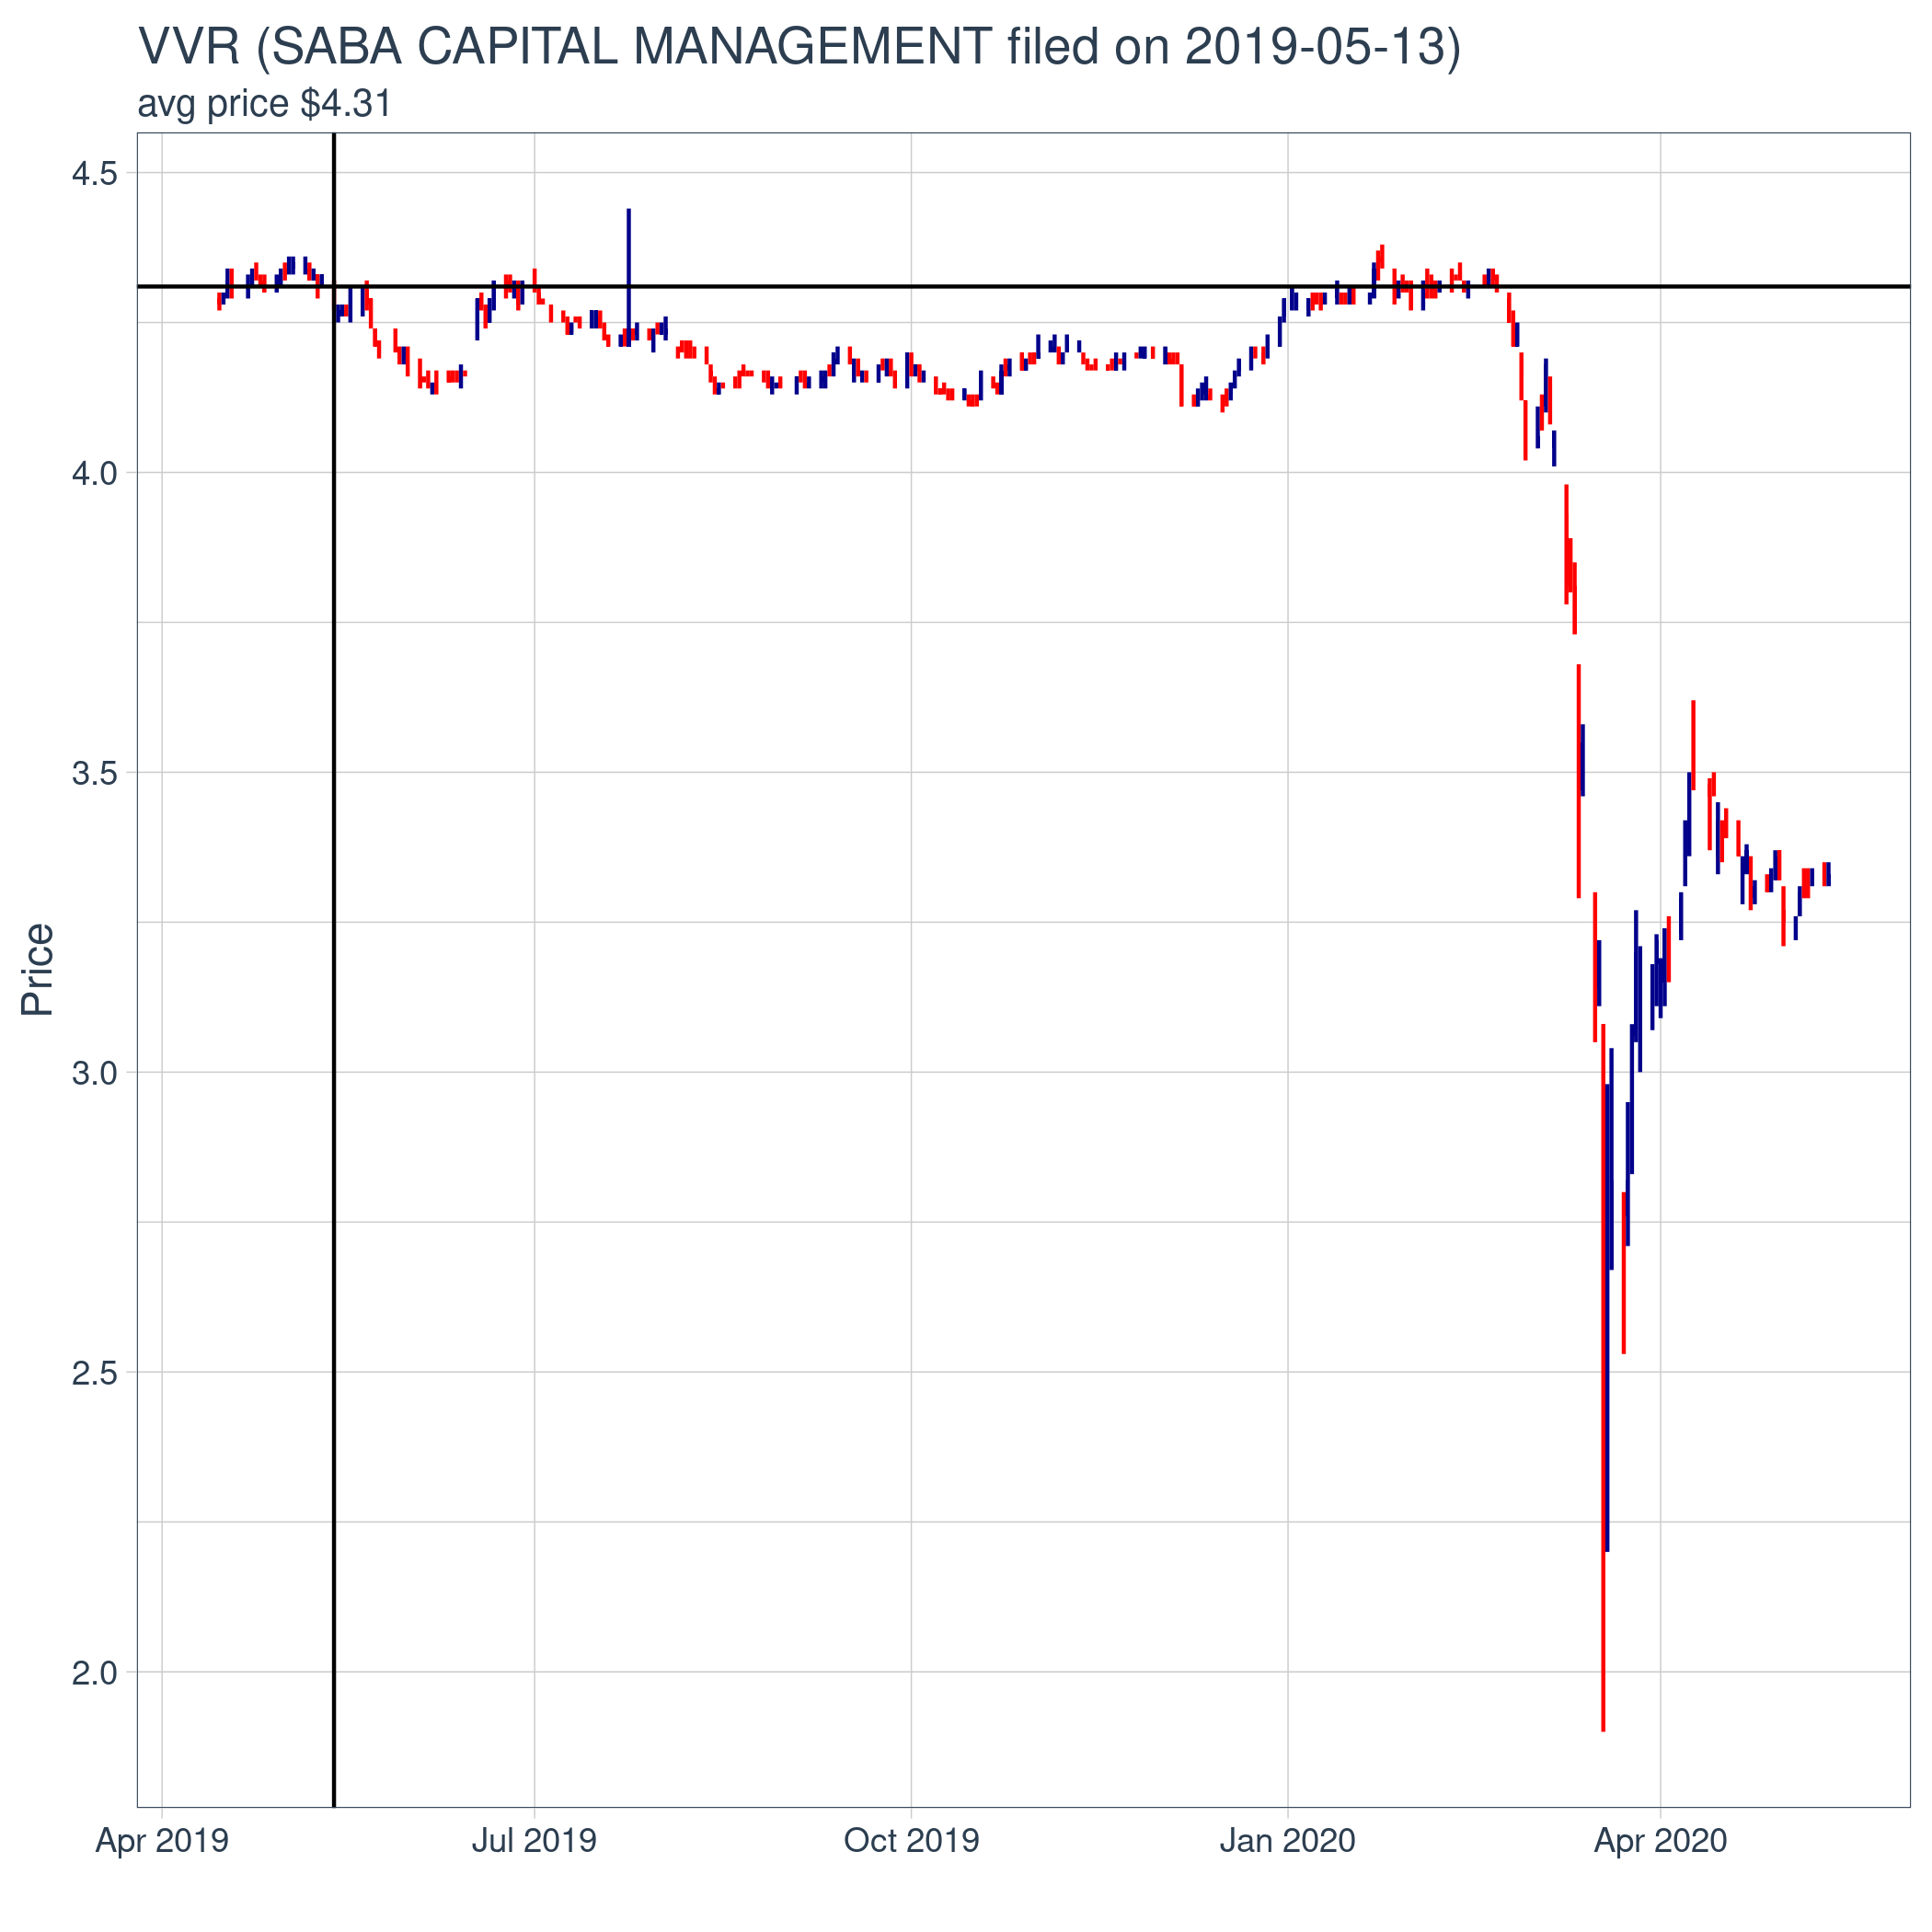 VVR (SABA CAPITAL MANAGEMENT filed on 2019-05-13)
avg price $4.31
4.5
4.0
3.5
3.0
2.5
2.0
Price
Apr 2019
Jul 2019
Oct 2019
Jan 2020
Apr 2020